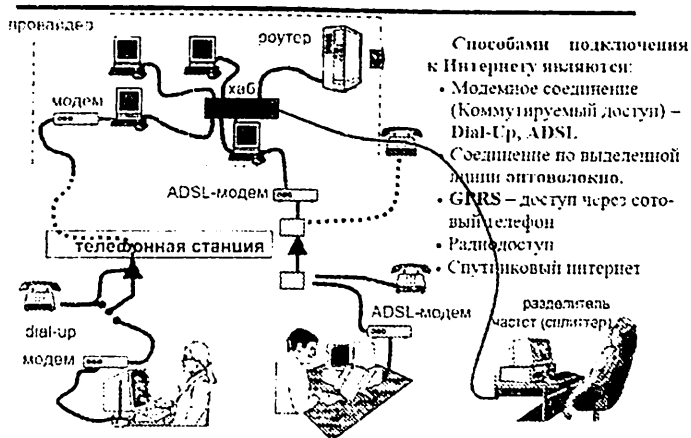 провайдер
роутер
хаб
модем
ADSL-модем
телефонная станция
dial-up
модем
ADSL-модем
разделитель
частот (сплиттер)
Способами подключения
к Интернету являются:
• Модемное соединение
(Коммутируемый доступ) –
Dial-Up, ADSL
• Соединение по выделенной
линии оптоволокно.
• GPRS – доступ через сото-
вый телефон
• Радиодоступ
• Спутниковый интернет